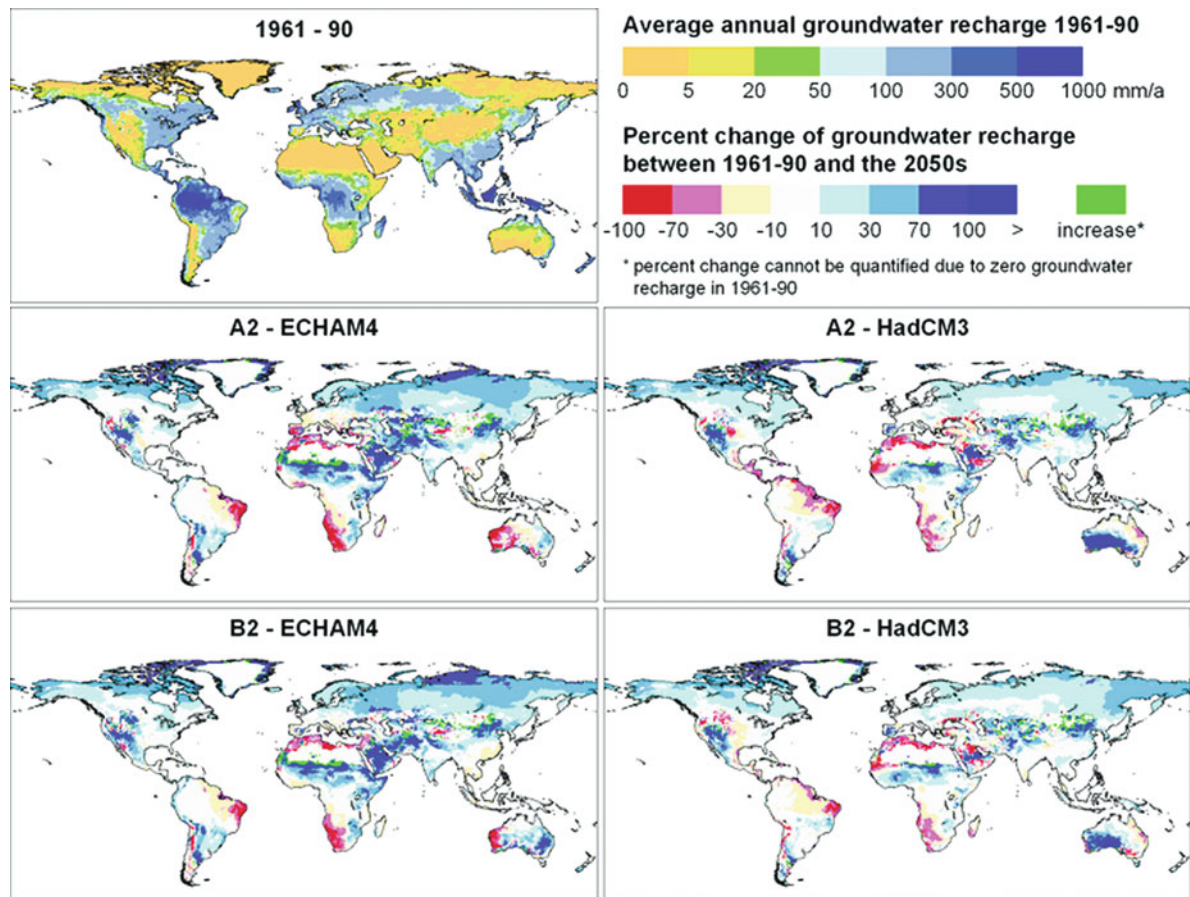 1961 - 90
Average annual groundwater recharge 1961-90
0 5 20 50 100 300 500 1000 mm/a
Percent change of groundwater recharge
between 1961-90 and the 2050s
-100 -70 -30 -10 10 30 70 100 > increase*
* percent change cannot be quantified due to zero groundwater
recharge in 1961-90
A2 - ECHAM4
A2 - HadCM3
B2 - ECHAM4
B2 - HadCM3